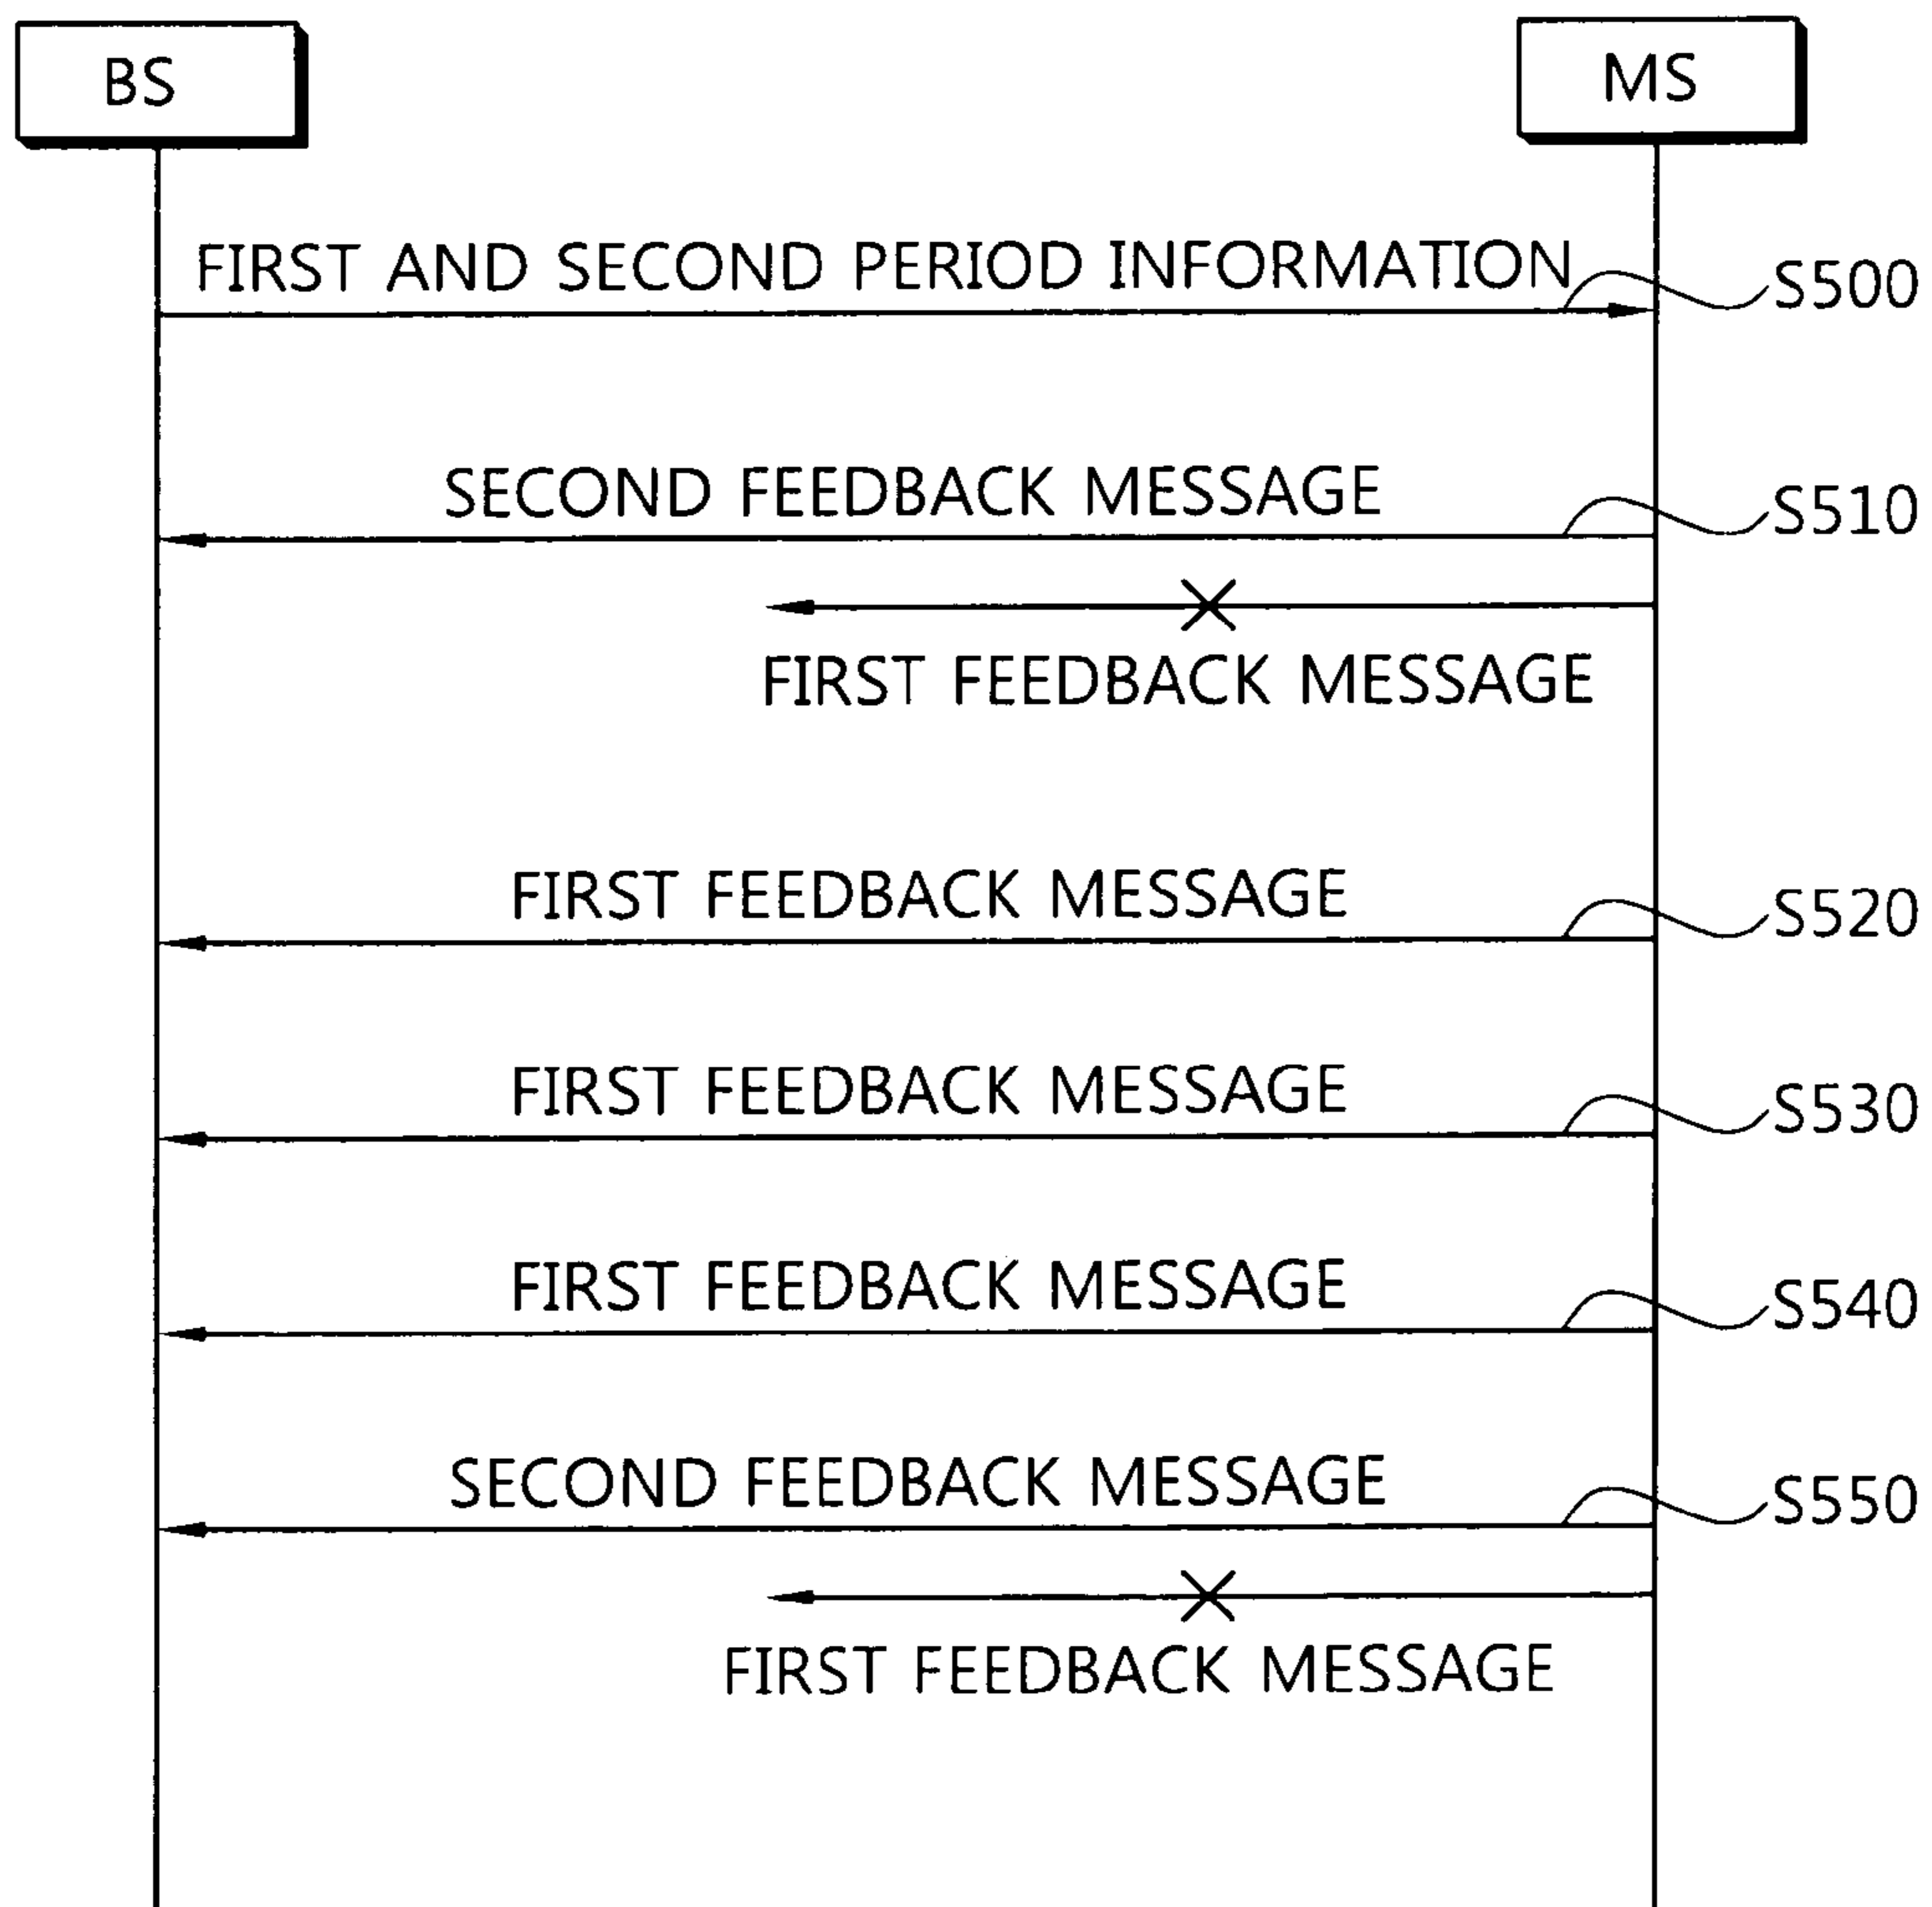 BS
MS
FIRST AND SECOND PERIOD INFORMATION
S500
SECOND FEEDBACK MESSAGE
S510
FIRST FEEDBACK MESSAGE
FIRST FEEDBACK MESSAGE
S520
FIRST FEEDBACK MESSAGE
S530
FIRST FEEDBACK MESSAGE
S540
SECOND FEEDBACK MESSAGE
S550
FIRST FEEDBACK MESSAGE